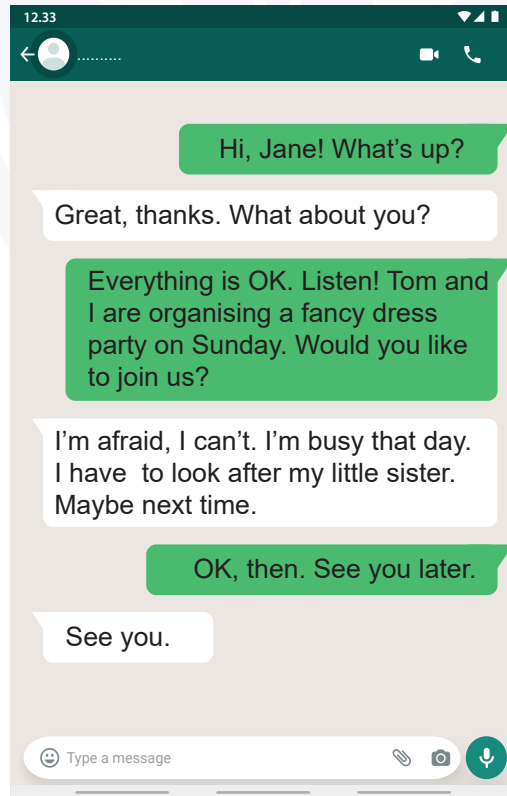 12.33
..........
Hi, Jane! What's up?
Great, thanks. What about you?
Everything is OK. Listen! Tom and
I are organising a fancy dress
party on Sunday. Would you like
to join us?
I'm afraid, I can't. I'm busy that day.
I have  to look after my little sister.
Maybe next time.
OK, then. See you later.
See you.
Type a message